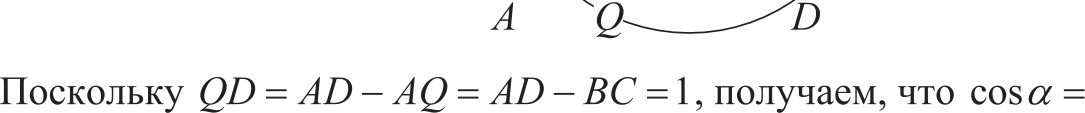 A Q D
Поскольку QD = AD − AQ = AD − BC = 1, получаем, что cos α =